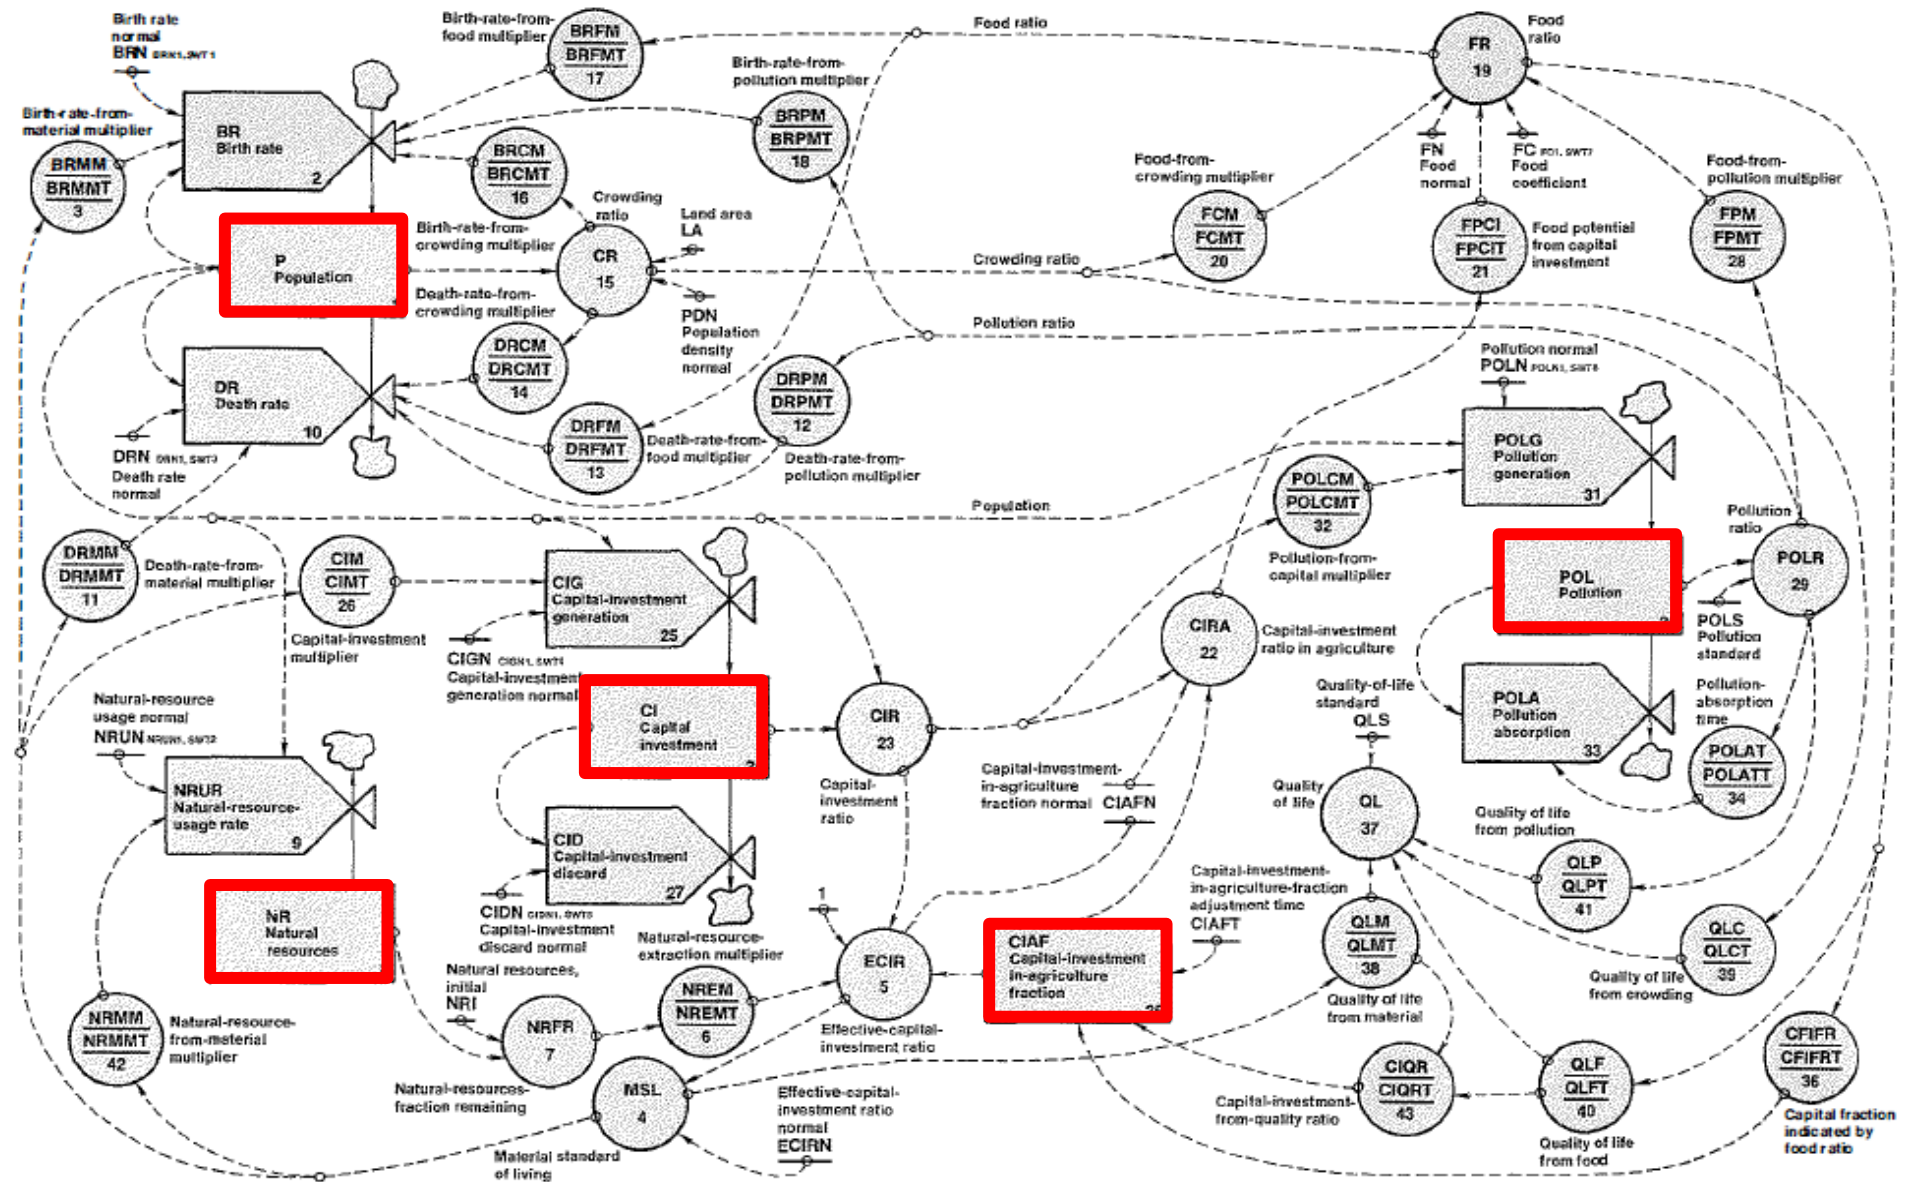 Birth rate
normal
BRN BRN1, SWT1
Birth-rate-from-
material multiplier
BRMM
BRMMT
3
BR
Birth rate
2
Birth-rate-from-
food multiplier
BRFM
BRFMT
17
Birth-rate-from-
pollution multiplier
BRPM
BRPMT
18
BRCM
BRCMT
16
Food ratio
Food
ratio
FR
19
FN
Food
normal
FC FC1, SWT7
Food
coefficient
Food-from-
crowding multiplier
FCM
FCMT
20
FPCI
FPCIT
21
Food potential
from capital
investment
Food-from-
pollution multiplier
FPM
FPMT
28
P
Population
Birth-rate-from-
crowding multiplier
Crowding
ratio
CR
15
Land area
LA
Crowding ratio
PDN
Population
density
normal
Death-rate-from-
crowding multiplier
DRCM
DRCMT
14
DR
Death rate
10
DRN DRN1, SWT3
Death rate
normal
DRFM
DRFMT
13
Death-rate-from-
food multiplier
DRPM
DRPMT
12
Death-rate-from-
pollution multiplier
Pollution ratio
Population
DRMM
DRMMT
11
Death-rate-from-
material multiplier
CIM
CIMT
26
Capital-investment
multiplier
CIG
Capital-investment
generation
25
CIGN CIGN1, SWT4
Capital-investment
generation normal
CI
Capital
investment
CID
Capital-investment
discard
27
CIDN CIDN1, SWT5
Capital-investment
discard normal
CIR
23
Capital-
investment
ratio
Pollution normal
POLN POLN1, SWT6
POLG
Pollution
generation
31
POLCM
POLCMT
32
Pollution-from-
capital multiplier
POL
Pollution
Pollution
ratio
POLR
29
POLS
Pollution
standard
POLA
Pollution
absorption
33
Pollution-
absorption
time
POLAT
POLATT
34
CIRA
22
Capital-investment
ratio in agriculture
Capital-investment-
in-agriculture
fraction normal
CIAFN
Quality-of-life
standard
QLS
Quality
of life
QL
37
Quality of life
from pollution
QLP
QLPT
41
QLC
QLCT
39
Quality of life
from crowding
QLM
QLMT
38
Quality of life
from material
Capital-investment-
in-agriculture-fraction
adjustment time
CIAFT
CIAF
Capital-investment
in-agriculture
fraction
Natural-resource
usage normal
NRUN NRUN1, SWT2
NRUR
Natural-resource-
usage rate
9
NR
Natural
resources
NRMM
NRMMT
42
Natural-resource-
from-material
multiplier
Natural resources,
initial
NRI
NRFR
7
Natural-resources-
fraction remaining
Natural-resource-
extraction multiplier
NREM
NREMT
6
1
ECIR
5
Effective-capital-
investment ratio
MSL
4
Material standard
of living
Effective-capital-
investment ratio
normal
ECIRN
CIQR
CIQRT
43
Capital-investment-
from-quality ratio
QLF
QLFT
40
Quality of life
from food
CFIFR
CFIFRT
36
Capital fraction
indicated by
food ratio